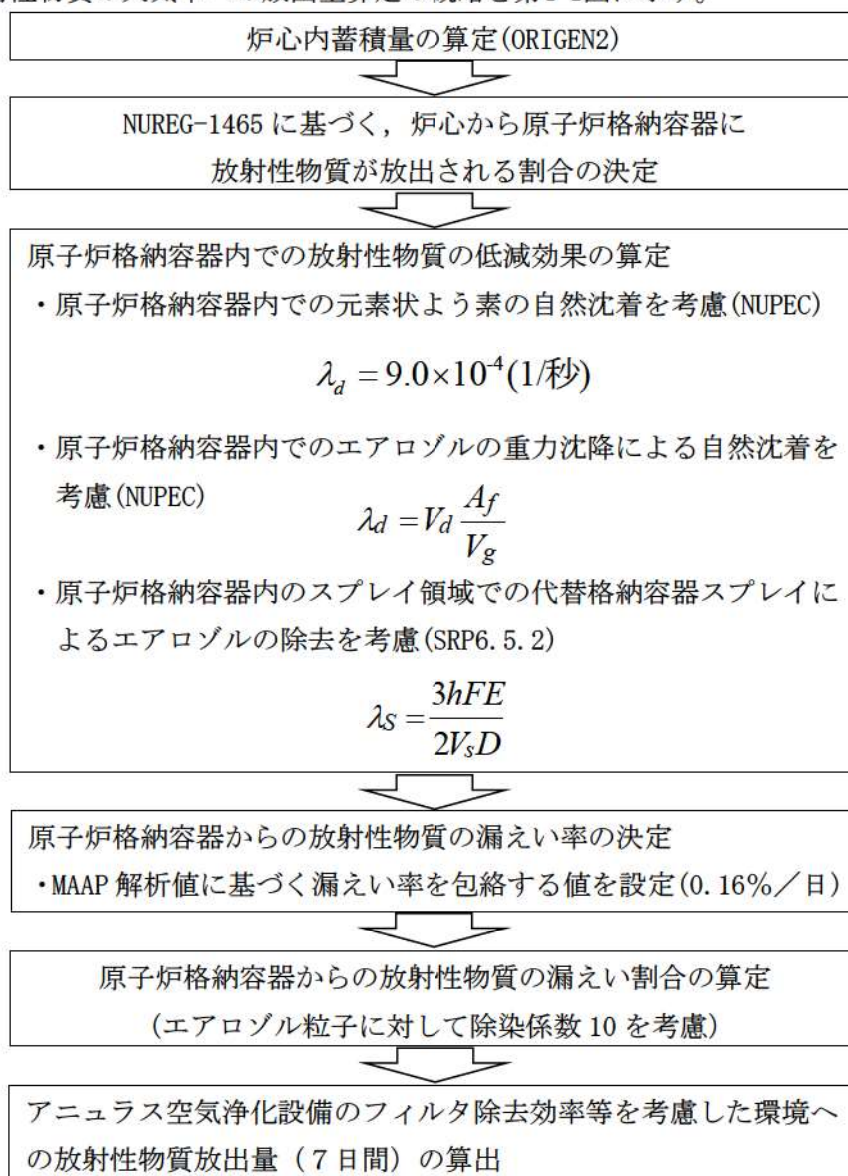 炉心内蓄積量の算定(ORIGEN2)
NUREG-1465 に基づく，炉心から原子炉格納容器に
放射性物質が放出される割合の決定
原子炉格納容器内での放射性物質の低減効果の算定
・原子炉格納容器内での元素状よう素の自然沈着を考慮(NUPEC)
λd = 9.0×10^-4(1/秒)
・原子炉格納容器内でのエアロゾルの重力沈降による自然沈着を
考慮(NUPEC)
λd = Vd Af/Vg
・原子炉格納容器内のスプレイ領域での代替格納容器スプレイに
よるエアロゾルの除去を考慮(SRP6.5.2)
λS = 3hFE/2VsD
原子炉格納容器からの放射性物質の漏えい率の決定
・MAAP 解析値に基づく漏えい率を包絡する値を設定(0.16%／日)
原子炉格納容器からの放射性物質の漏えい割合の算定
(エアロゾル粒子に対して除染係数 10 を考慮)
アニュラス空気浄化設備のフィルタ除去効率等を考慮した環境へ
の放射性物質放出量（７日間）の算出